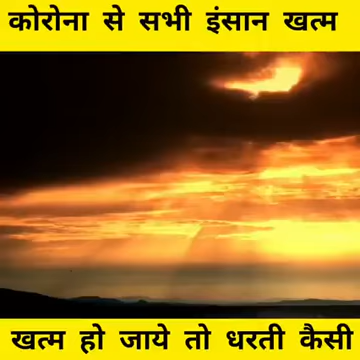 कोरोना से सभी इंसान खत्म
खत्म हो जाये तो धरती कैसी